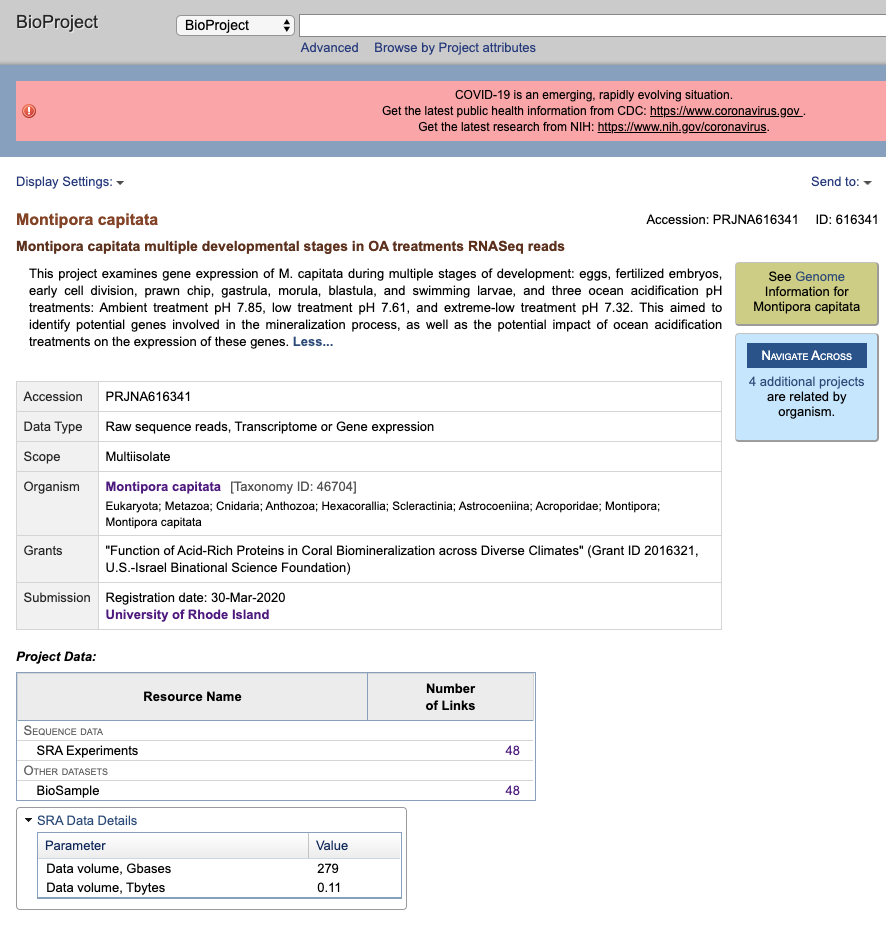 BioProject
BioProject
Advanced Browse by Project attributes
COVID-19 is an emerging, rapidly evolving situation.
Get the latest public health information from CDC: https://www.coronavirus.gov .
Get the latest research from NIH: https://www.nih.gov/coronavirus.
Display Settings:
Send to:
Montipora capitata
Accession: PRJNA616341 ID: 616341
Montipora capitata multiple developmental stages in OA treatments RNASeq reads
This project examines gene expression of M. capitata during multiple stages of development: eggs, fertilized embryos,
early cell division, prawn chip, gastrula, morula, blastula, and swimming larvae, and three ocean acidification pH
treatments: Ambient treatment pH 7.85, low treatment pH 7.61, and extreme-low treatment pH 7.32. This aimed to
identify potential genes involved in the mineralization process, as well as the potential impact of ocean acidification
treatments on the expression of these genes. Less...
See Genome
Information for
Montipora capitata
NAVIGATE ACROSS
4 additional projects
are related by
organism.
Accession PRJNA616341
Data Type Raw sequence reads, Transcriptome or Gene expression
Scope Multiisolate
Organism Montipora capitata [Taxonomy ID: 46704]
Eukaryota; Metazoa; Cnidaria; Anthozoa; Hexacorallia; Scleractinia; Astrocoeniina; Acroporidae; Montipora;
Montipora capitata
Grants "Function of Acid-Rich Proteins in Coral Biomineralization across Diverse Climates" (Grant ID 2016321,
U.S.-Israel Binational Science Foundation)
Submission Registration date: 30-Mar-2020
University of Rhode Island
Project Data:
Resource Name Number
of Links
SEQUENCE DATA
SRA Experiments 48
OTHER DATASETS
BioSample 48
SRA Data Details
Parameter Value
Data volume, Gbases 279
Data volume, Tbytes 0.11